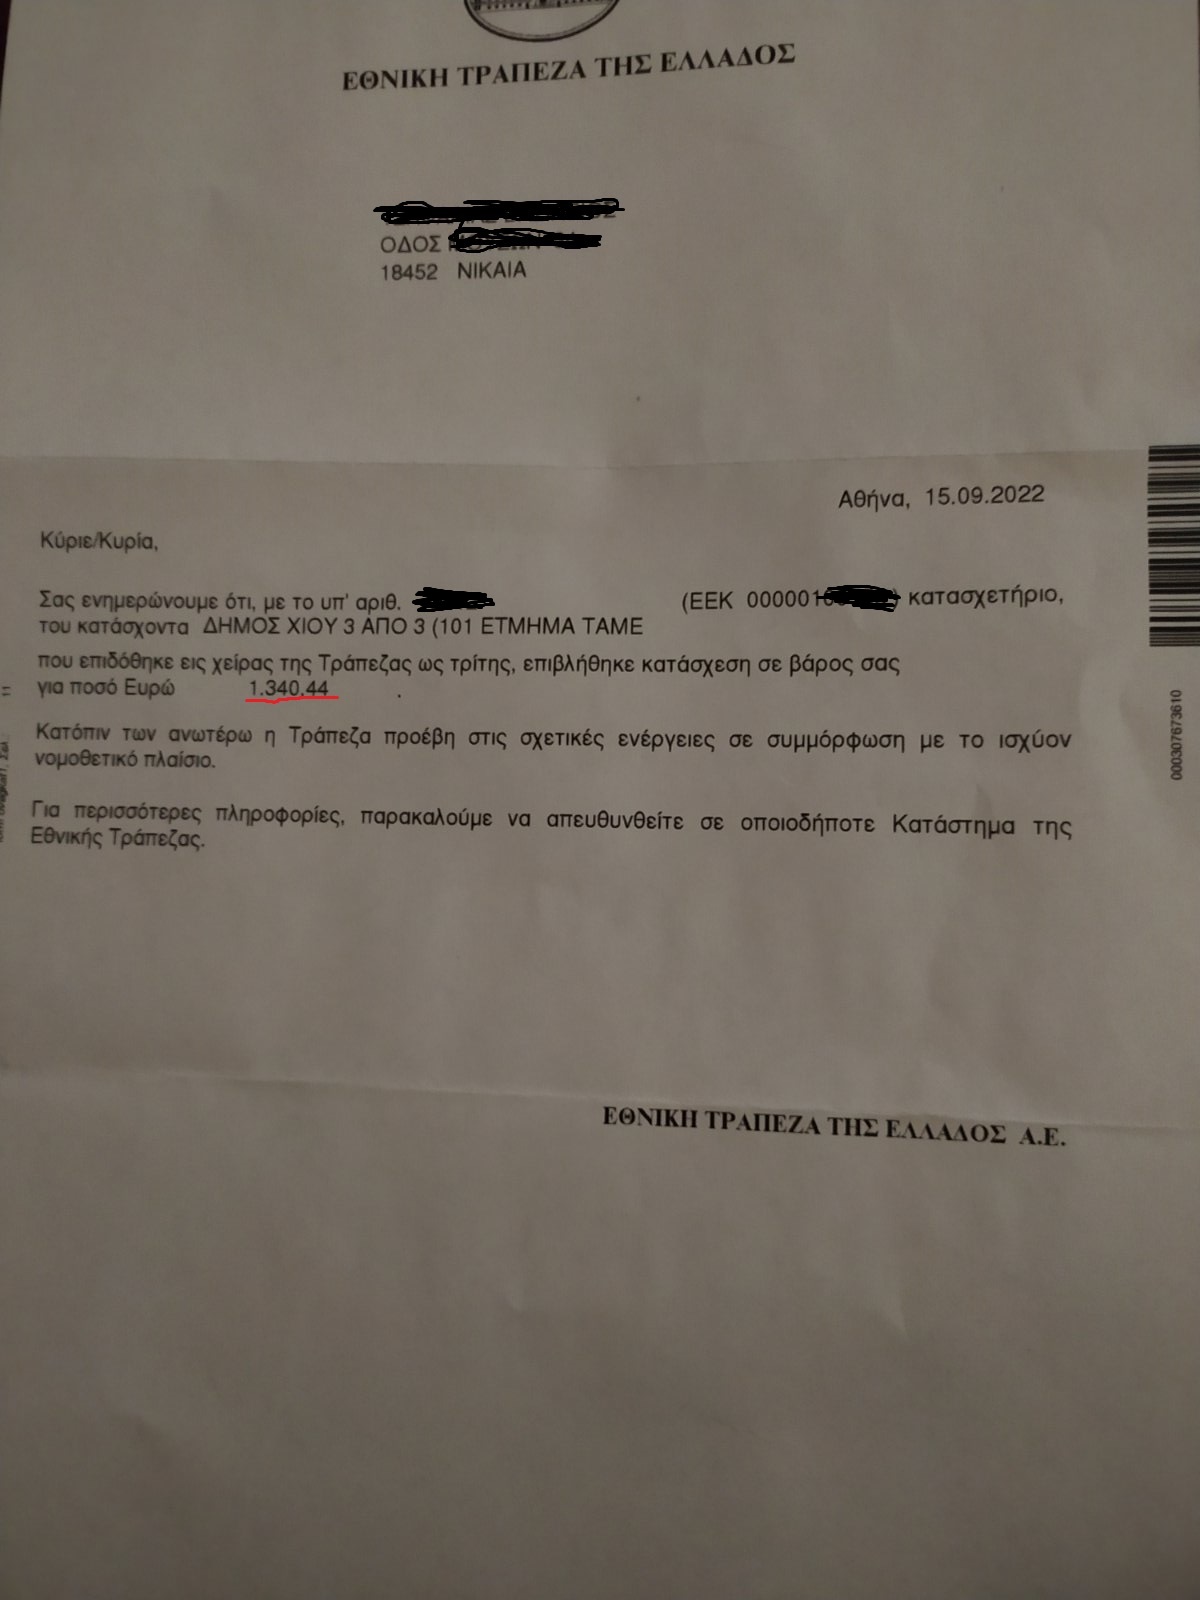 ΕΘΝΙΚΗ ΤΡΑΠΕΖΑ ΤΗΣ ΕΛΛΑΔΟΣ
ΟΔΟΣ
18452 ΝΙΚΑΙΑ
Αθήνα, 15.09.2022
Κύριε/Κυρία,
Σας ενημερώνουμε ότι, με το υπ' αριθ. (ΕΕΚ 000001 κατασχετήριο,
του κατάσχοντα ΔΗΜΟΣ ΧΙΟΥ 3 ΑΠΟ 3 (101 ΕΤΜΗΜΑ ΤΑΜΕ
που επιδόθηκε εις χείρας της Τράπεζας ως τρίτης, επιβλήθηκε κατάσχεση σε βάρος σας
για ποσό Ευρώ 1.340,44 .
Κατόπιν των ανωτέρω η Τράπεζα προέβη στις σχετικές ενέργειες σε συμμόρφωση με το ισχύον
νομοθετικό πλαίσιο.
Για περισσότερες πληροφορίες, παρακαλούμε να απευθυνθείτε σε οποιοδήποτε Κατάστημα της
Εθνικής Τράπεζας.
ΕΘΝΙΚΗ ΤΡΑΠΕΖΑ ΤΗΣ ΕΛΛΑΔΟΣ Α.Ε.
000307673610